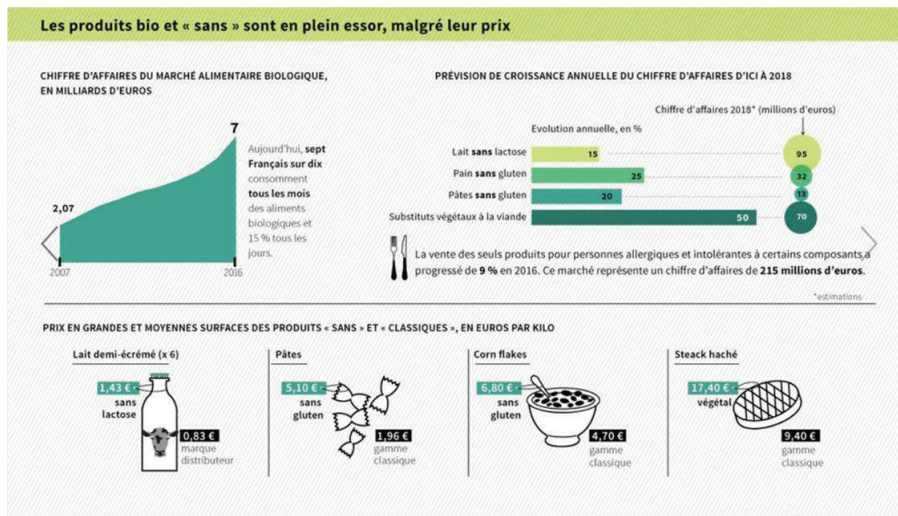 Les produits bio et « sans » sont en plein essor, malgré leur prix
CHIFFRE D'AFFAIRES DU MARCHÉ ALIMENTAIRE BIOLOGIQUE,
EN MILLIARDS D'EUROS
7
2,07
2007
2016
Aujourd'hui, sept
Français sur dix
consomment
tous les mois
des aliments
biologiques et
15 % tous les
jours.
PRÉVISION DE CROISSANCE ANNUELLE DU CHIFFRE D'AFFAIRES D'ICI À 2018
Chiffre d'affaires 2018* (millions d'euros)
Evolution annuelle, en %
Lait sans lactose 15 95
Pain sans gluten 25 32
Pâtes sans gluten 20 13
Substituts végétaux à la viande 50 70
La vente des seuls produits pour personnes allergiques et intolérantes à certains composants a
progressé de 9 % en 2016. Ce marché représente un chiffre d'affaires de 215 millions d'euros.
*estimations
PRIX EN GRANDES ET MOYENNES SURFACES DES PRODUITS « SANS » ET « CLASSIQUES », EN EUROS PAR KILO
Lait demi-écrémé (x 6)
1,43 €
sans
lactose
0,83 €
marque
distributeur
Pâtes
5,10 €
sans
gluten
1,96 €
gamme
classique
Corn flakes
6,80 €
sans
gluten
4,70 €
gamme
classique
Steack haché
17,40 €
végétal
9,40 €
gamme
classique